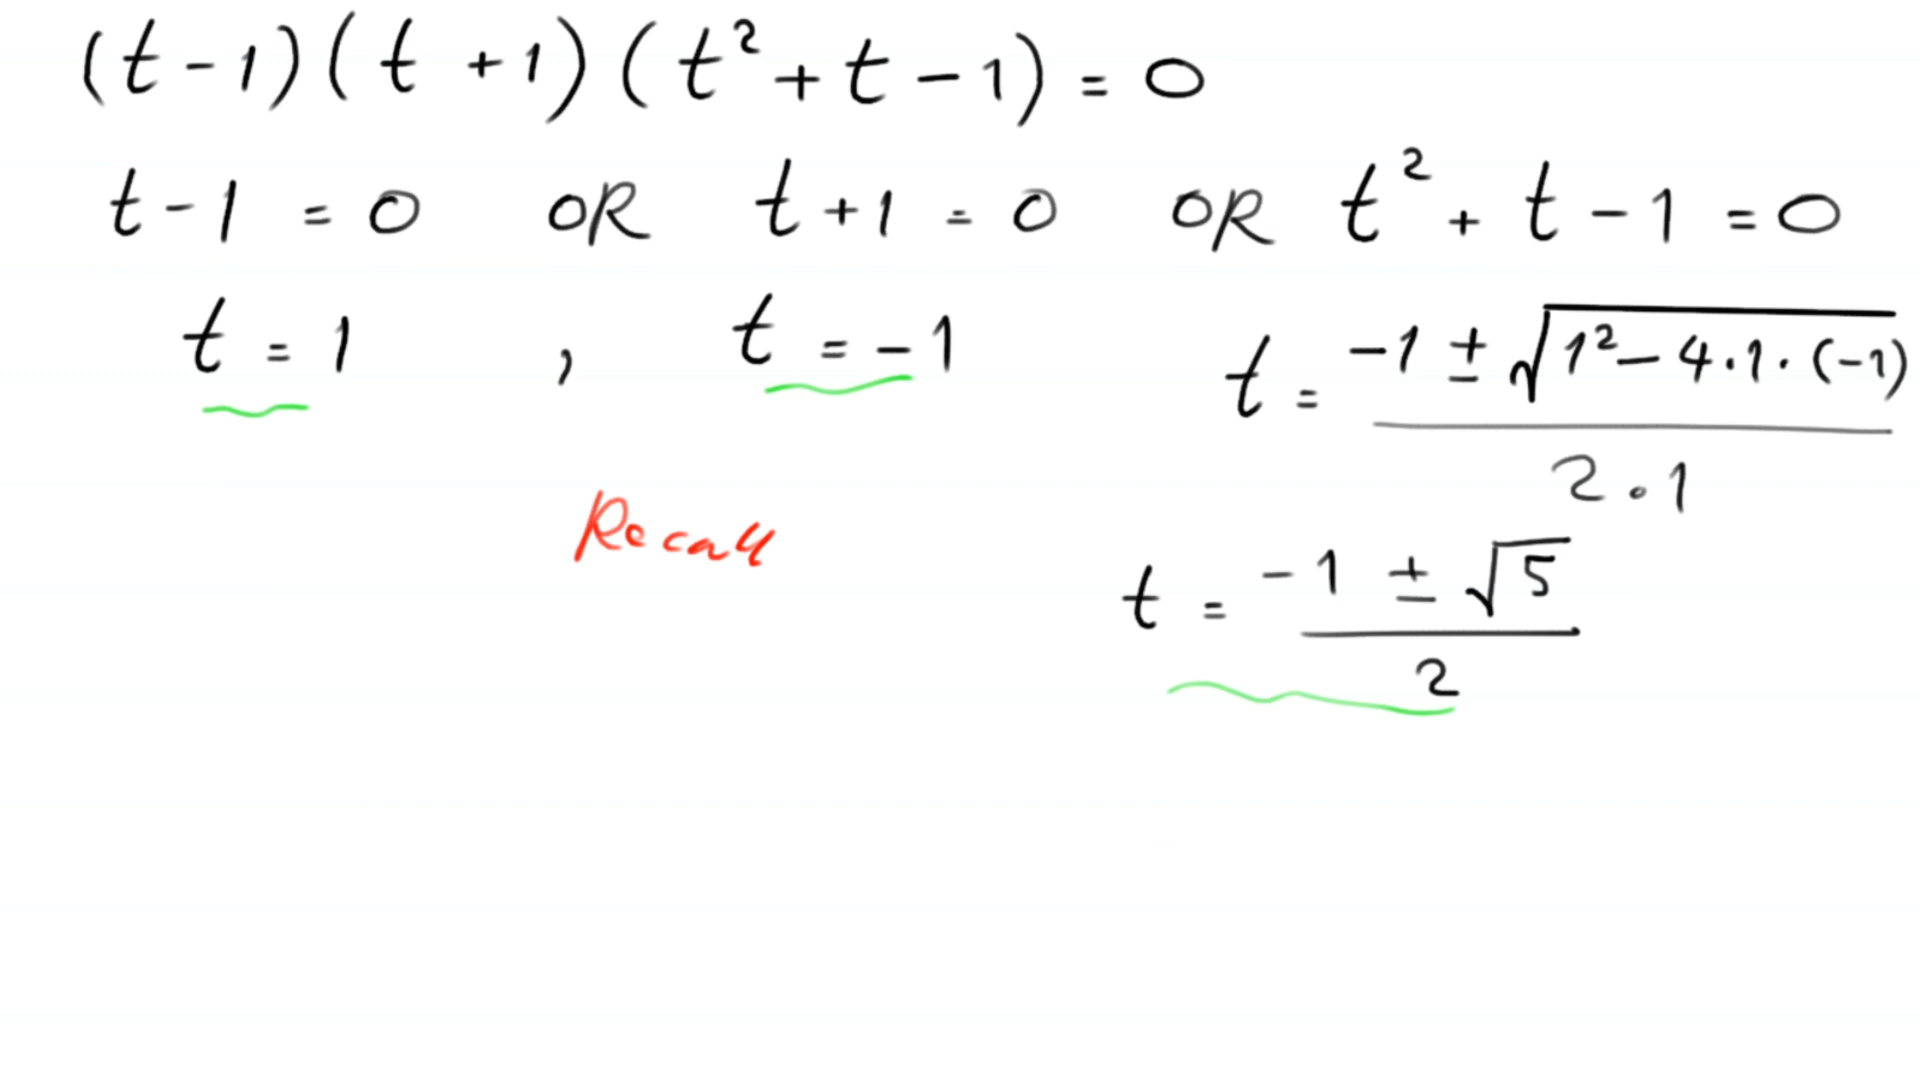 (t-1)(t+1)(t²+t-1)=0
t-1=0 OR t+1=0 OR t²+t-1=0
t=1 , t=-1 t=(-1±√(1²-4·1·(-1)))/(2·1)
Recall
t=(-1±√5)/2